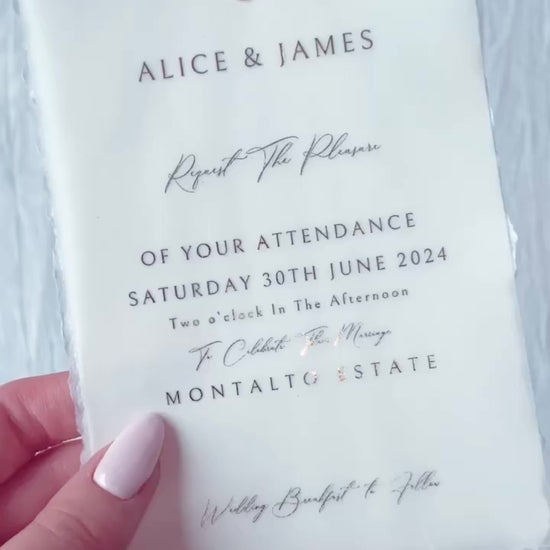 ALICE & JAMES
Request The Pleasure
OF YOUR ATTENDANCE
SATURDAY 30TH JUNE 2024
Two o'clock In The Afternoon
To Celebrate Their Marriage
MONTALTO ESTATE
Wedding Breakfast to Follow